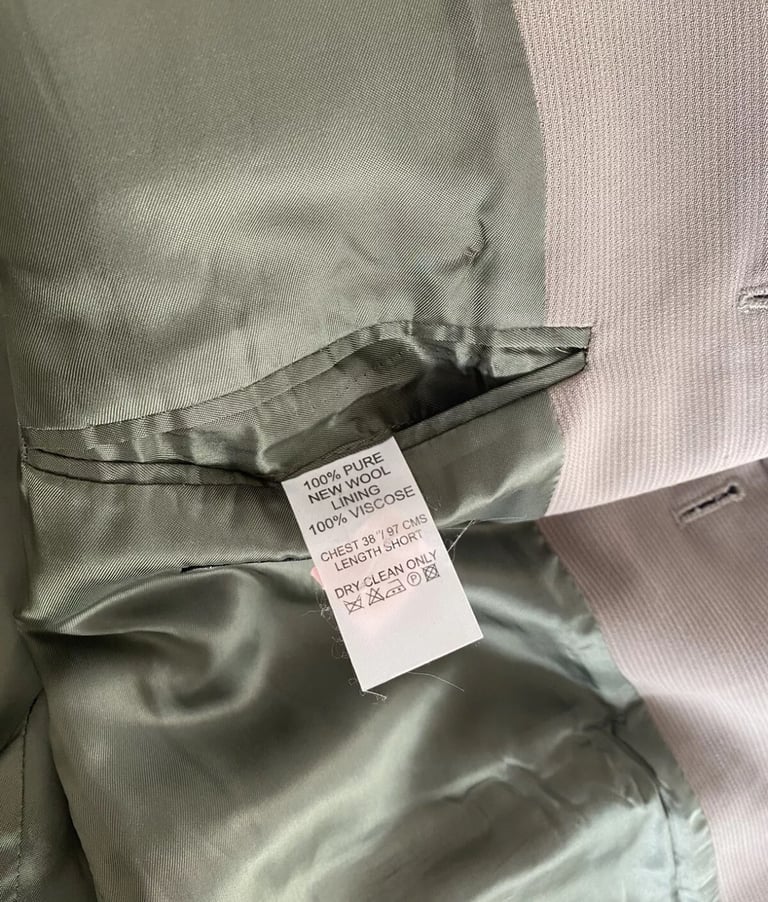 100% PURE
NEW WOOL
LINING
100% VISCOSE
CHEST 38"/ 97 CMS
LENGTH SHORT
DRY CLEAN ONLY
P